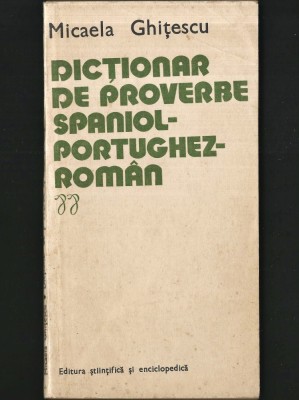 Micaela Ghițescu
DICȚIONAR
DE PROVERBE
SPANIOL-
PORTUGHEZ-
ROMÂN
Editura științifică și enciclopedică